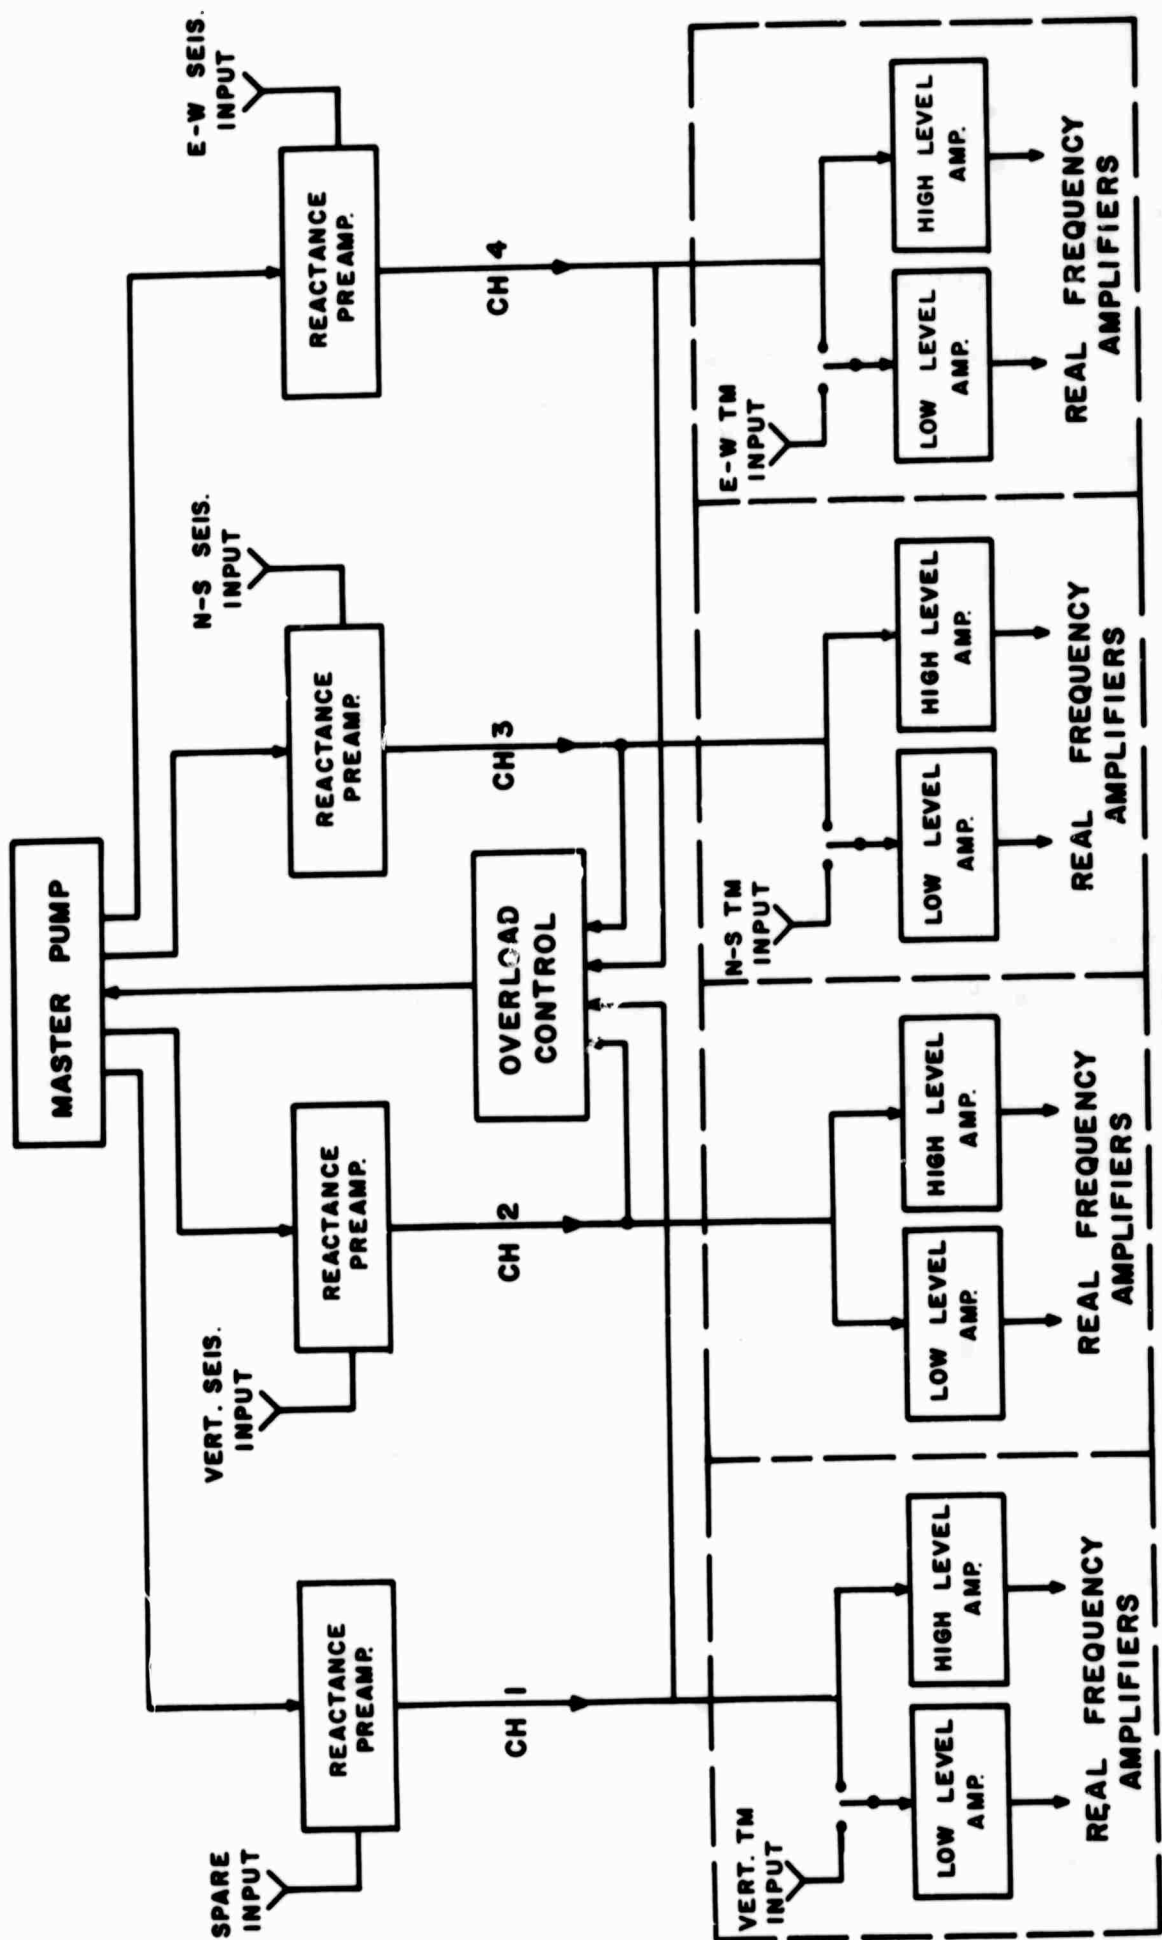 MASTER PUMP
SPARE
INPUT
REACTANCE
PREAMP.
VERT. SEIS.
INPUT
REACTANCE
PREAMP.
N-S SEIS.
INPUT
REACTANCE
PREAMP.
E-W SEIS.
INPUT
REACTANCE
PREAMP.
CH 1
CH 2
OVERLOAD
CONTROL
CH 3
CH 4
VERT. TM
INPUT
LOW LEVEL
AMP.
HIGH LEVEL
AMP.
REAL FREQUENCY
AMPLIFIERS
LOW LEVEL
AMP.
HIGH LEVEL
AMP.
REAL FREQUENCY
AMPLIFIERS
N-S TM
INPUT
LOW LEVEL
AMP.
HIGH LEVEL
AMP.
REAL FREQUENCY
AMPLIFIERS
E-W TM
INPUT
LOW LEVEL
AMP.
HIGH LEVEL
AMP.
REAL FREQUENCY
AMPLIFIERS